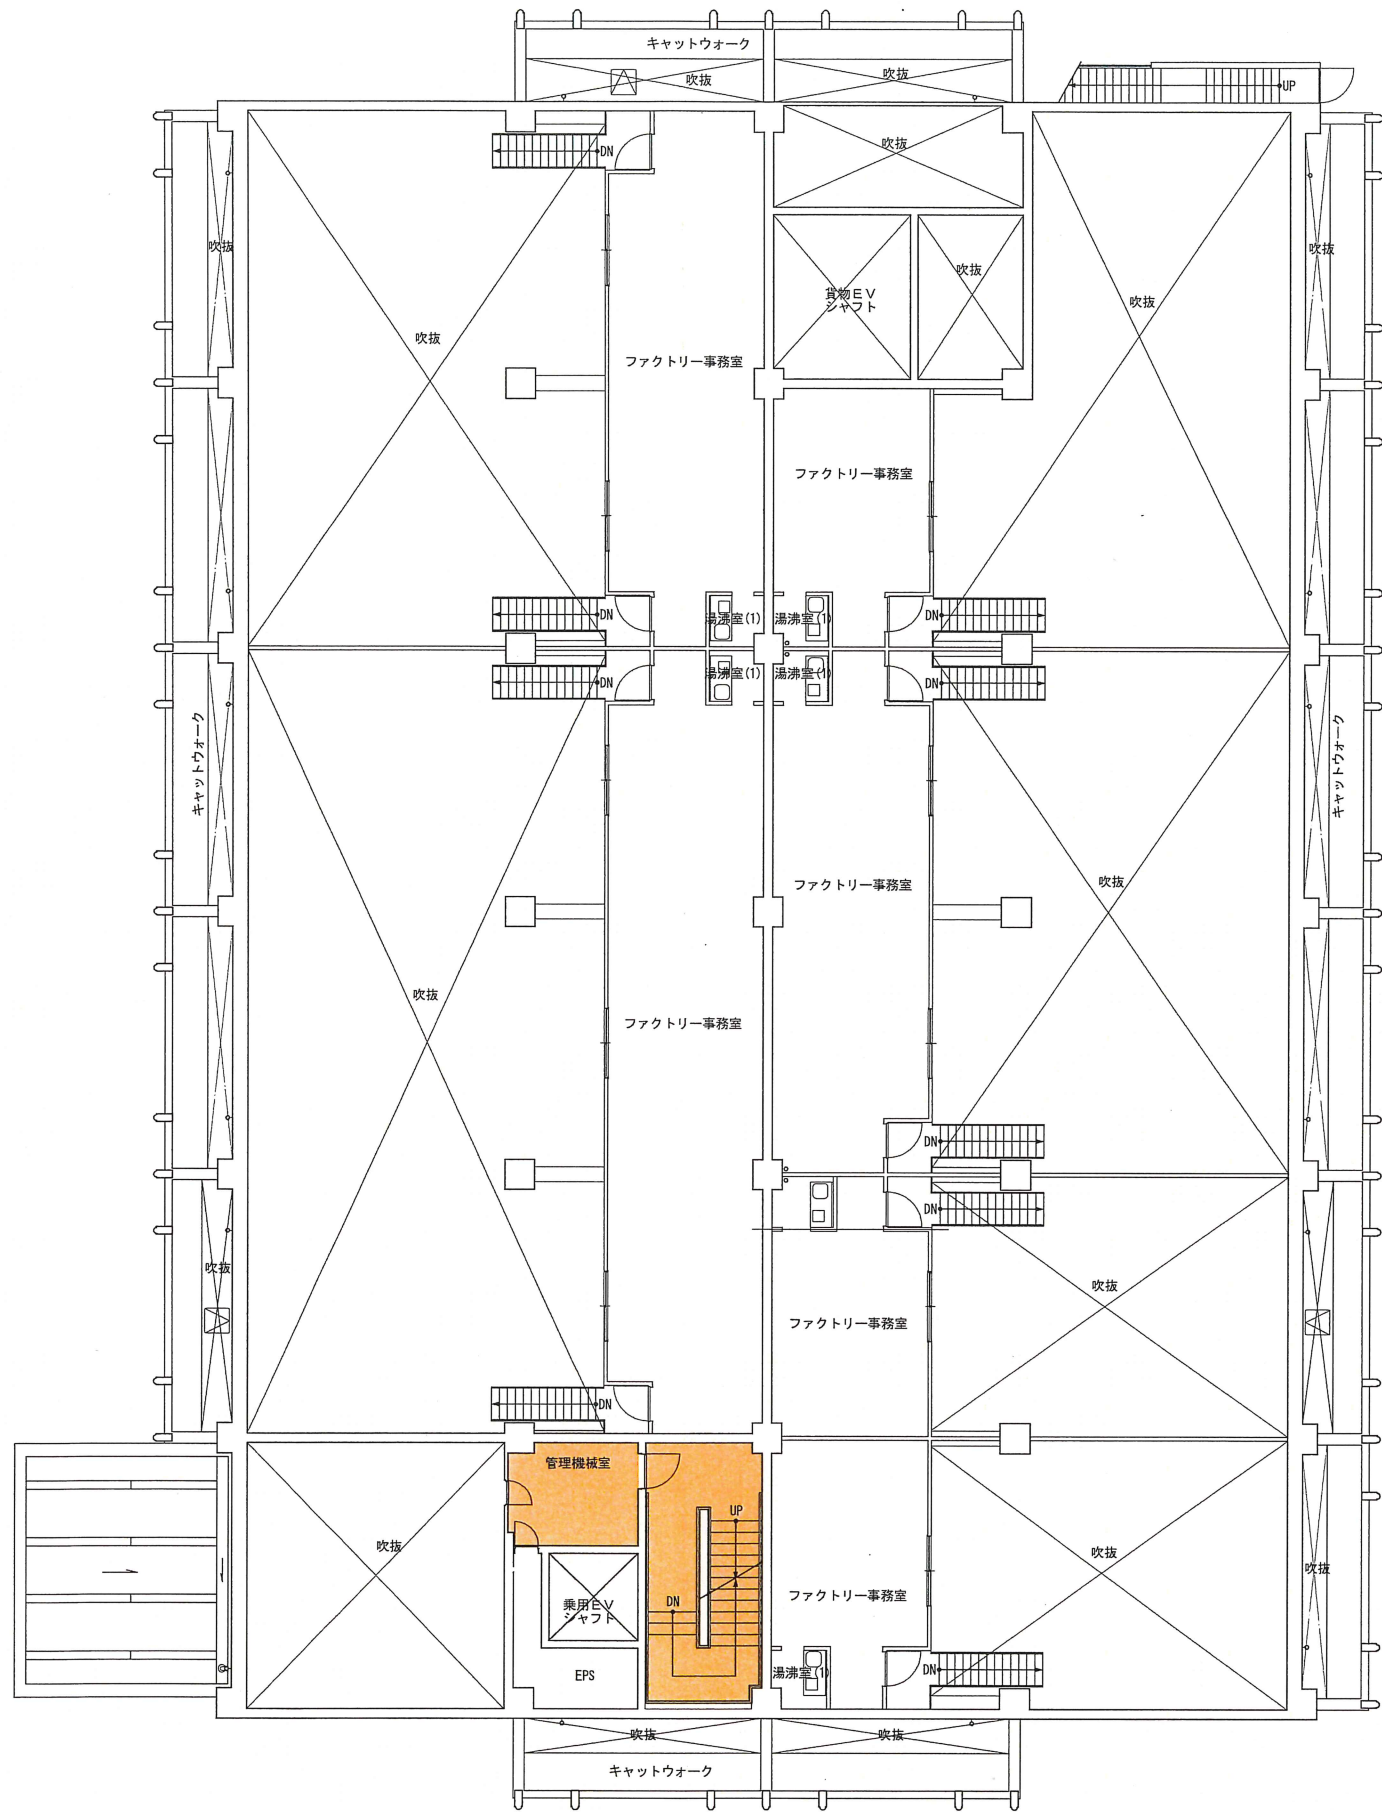 キャットウォーク
吹抜
吹抜
UP
吹抜
DN
吹抜
吹抜
吹抜
貨物EV
シャフト
吹抜
吹抜
吹抜
ファクトリー事務室
ファクトリー事務室
DN
湯沸室(1)
湯沸室(1)
DN
DN
湯沸室(1)
湯沸室(1)
DN
キャットウォーク
キャットウォーク
ファクトリー事務室
吹抜
吹抜
ファクトリー事務室
DN
DN
吹抜
吹抜
ファクトリー事務室
DN
管理機械室
UP
吹抜
吹抜
吹抜
乗用EV
シャフト
DN
ファクトリー事務室
EPS
湯沸室(1)
DN
吹抜
吹抜
キャットウォーク